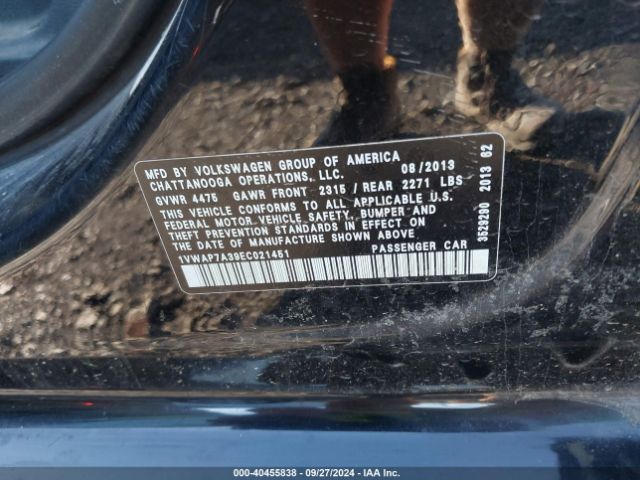 MFD BY VOLKSWAGEN GROUP OF AMERICA
CHATTANOOGA OPERATIONS, LLC. 08/2013
GVWR 4475 GAWR FRONT 2315 / REAR 2271 LBS
THIS VEHICLE CONFORMS TO ALL APPLICABLE U.S.
FEDERAL MOTOR VEHICLE SAFETY, BUMPER AND
THEFT PREVENTION STANDARDS IN EFFECT ON
THE DATE OF MANUFACTURE SHOWN ABOVE
1VWAP7A39EC021451 PASSENGER CAR
3529290 2013 62
000-40455838 - 09/27/2024 - IAA Inc.